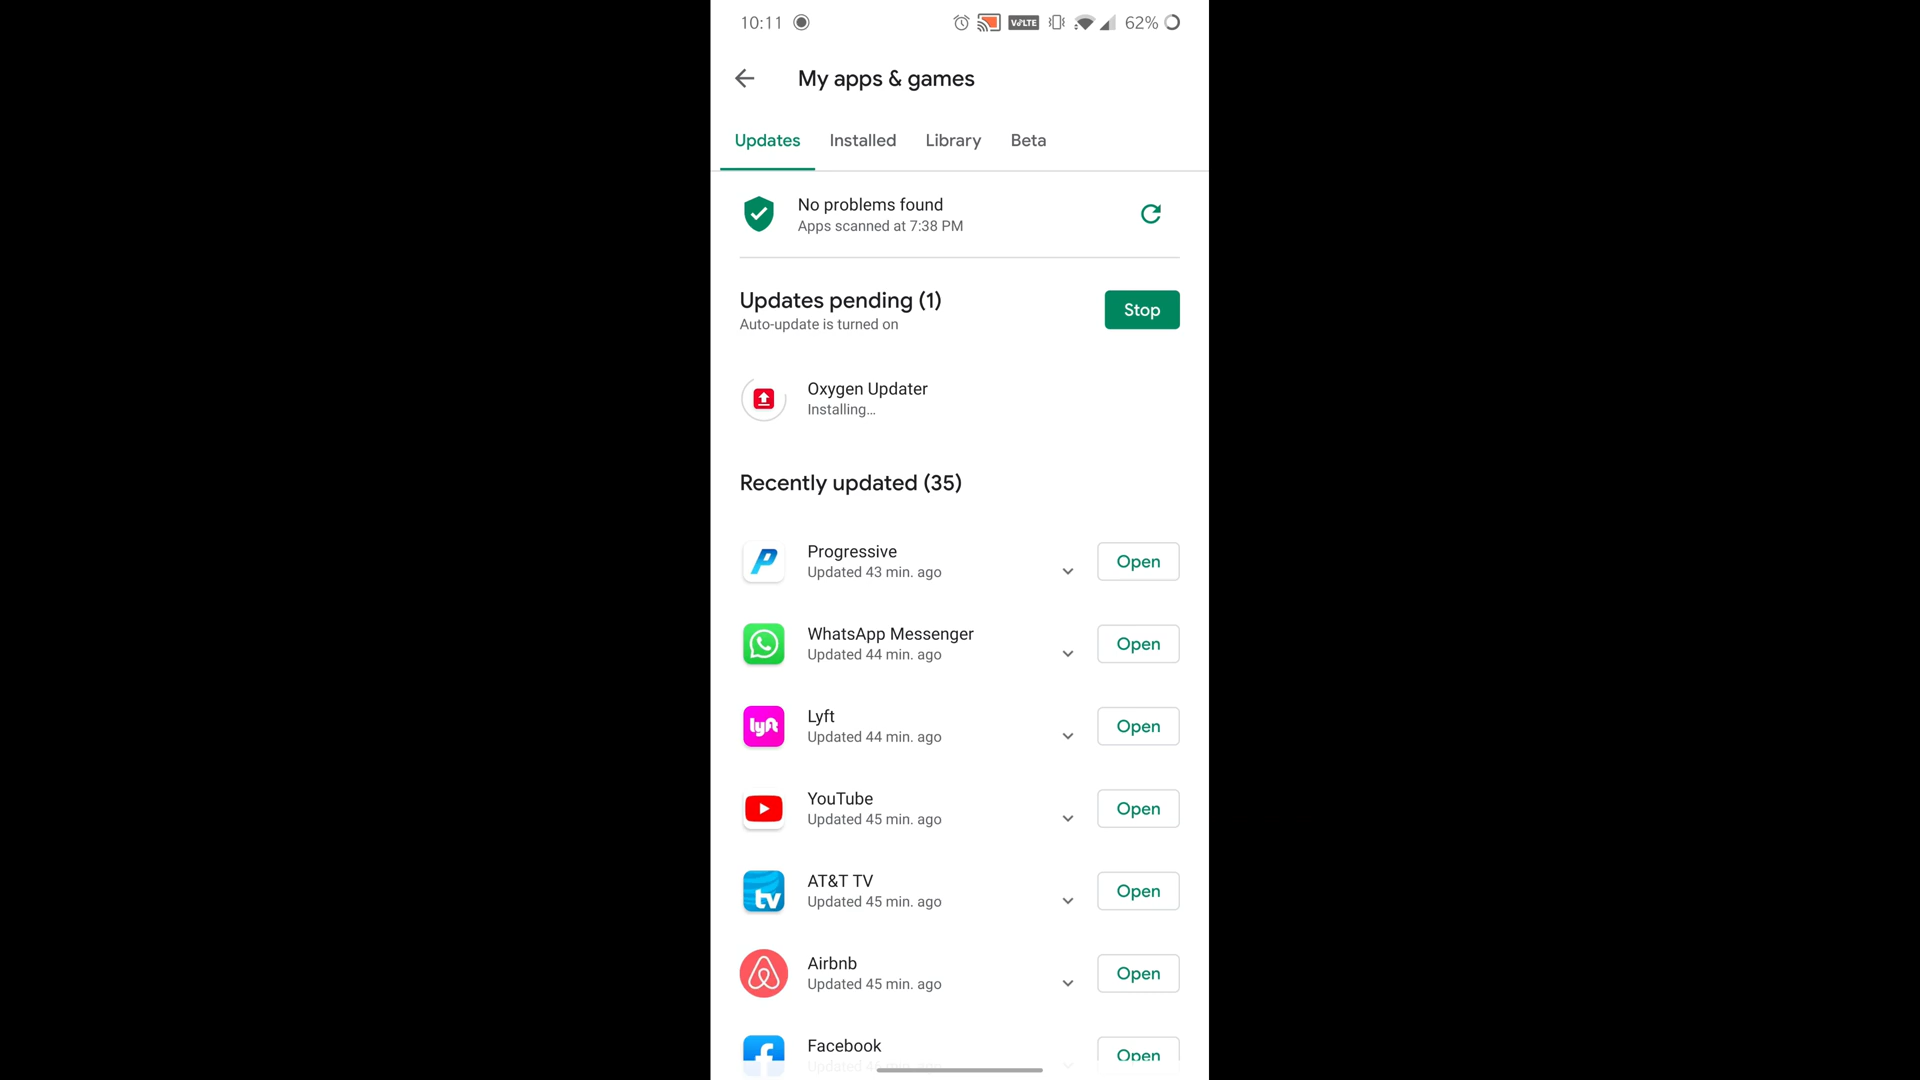 10:11 VoLTE 62%
My apps & games
Updates Installed Library Beta
No problems found
Apps scanned at 7:38 PM
Updates pending (1)
Auto-update is turned on
Stop
Oxygen Updater
Installing...
Recently updated (35)
Progressive
Updated 43 min. ago
Open
WhatsApp Messenger
Updated 44 min. ago
Open
lyft
Lyft
Updated 44 min. ago
Open
YouTube
Updated 45 min. ago
Open
tv
AT&T TV
Updated 45 min. ago
Open
Airbnb
Updated 45 min. ago
Open
Facebook
Open